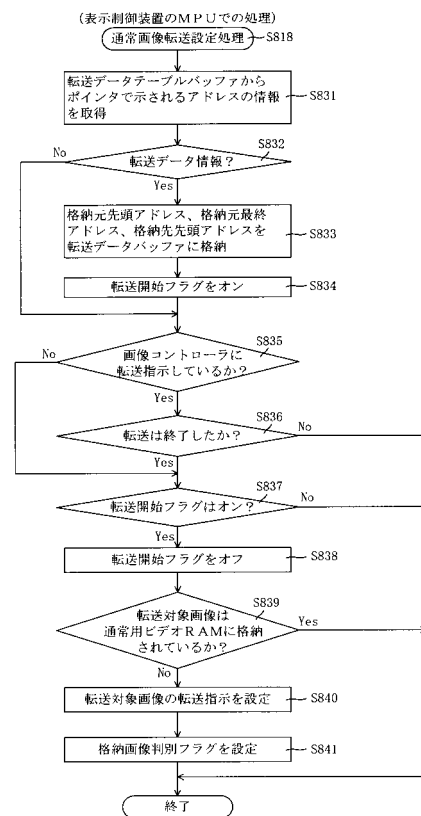 (表示制御装置のMPUでの処理)
通常画像転送設定処理
S818
転送データテーブルバッファから
ポインタで示されるアドレスの情報
を取得
S831
S832
No
転送データ情報？
Yes
格納元先頭アドレス、格納元最終
アドレス、格納先先頭アドレスを
転送データバッファに格納
S833
転送開始フラグをオン
S834
S835
No
画像コントローラに
転送指示しているか？
Yes
S836
転送は終了したか？
No
Yes
S837
転送開始フラグはオン？
No
Yes
転送開始フラグをオフ
S838
S839
転送対象画像は
通常用ビデオRAMに格納
されているか？
Yes
No
転送対象画像の転送指示を設定
S840
格納画像判別フラグを設定
S841
終了